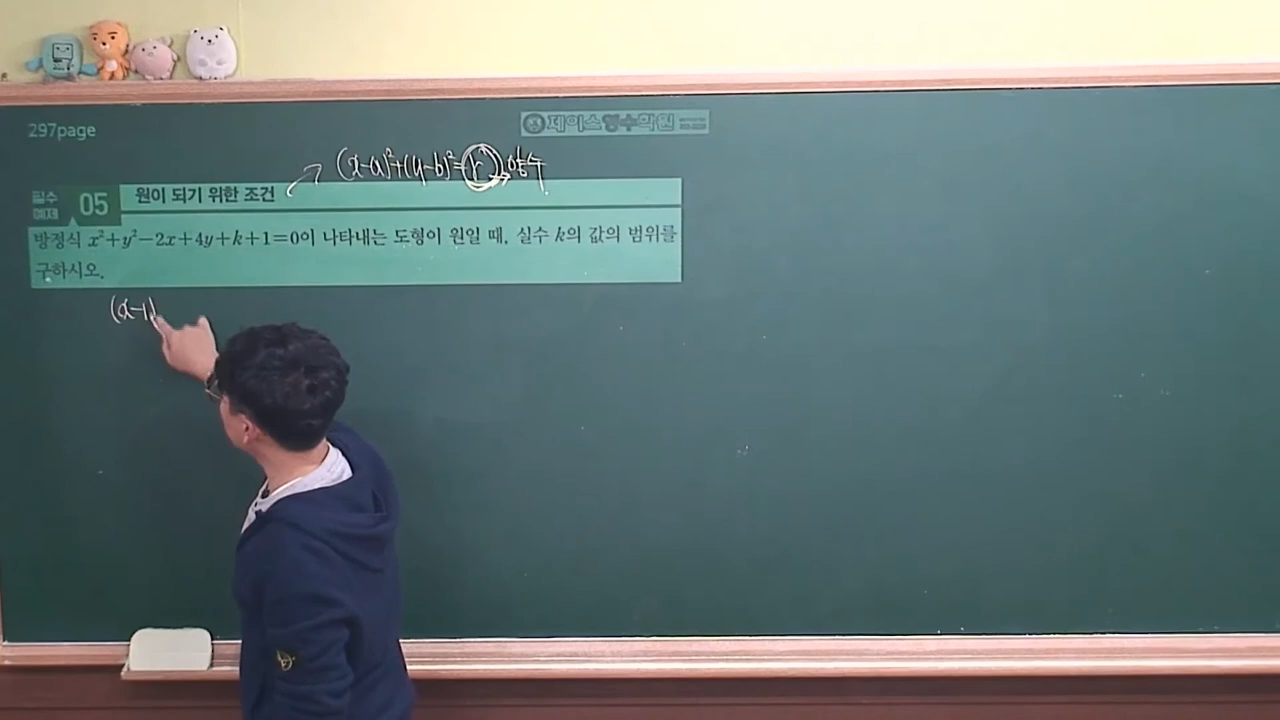 297page
제이스영수학원
(x-a)²+(y-b)²=r² 양수
필수 예제 05 원이 되기 위한 조건
방정식 x²+y²-2x+4y+k+1=0이 나타내는 도형이 원일 때, 실수 k의 값의 범위를
구하시오.
(x-1)